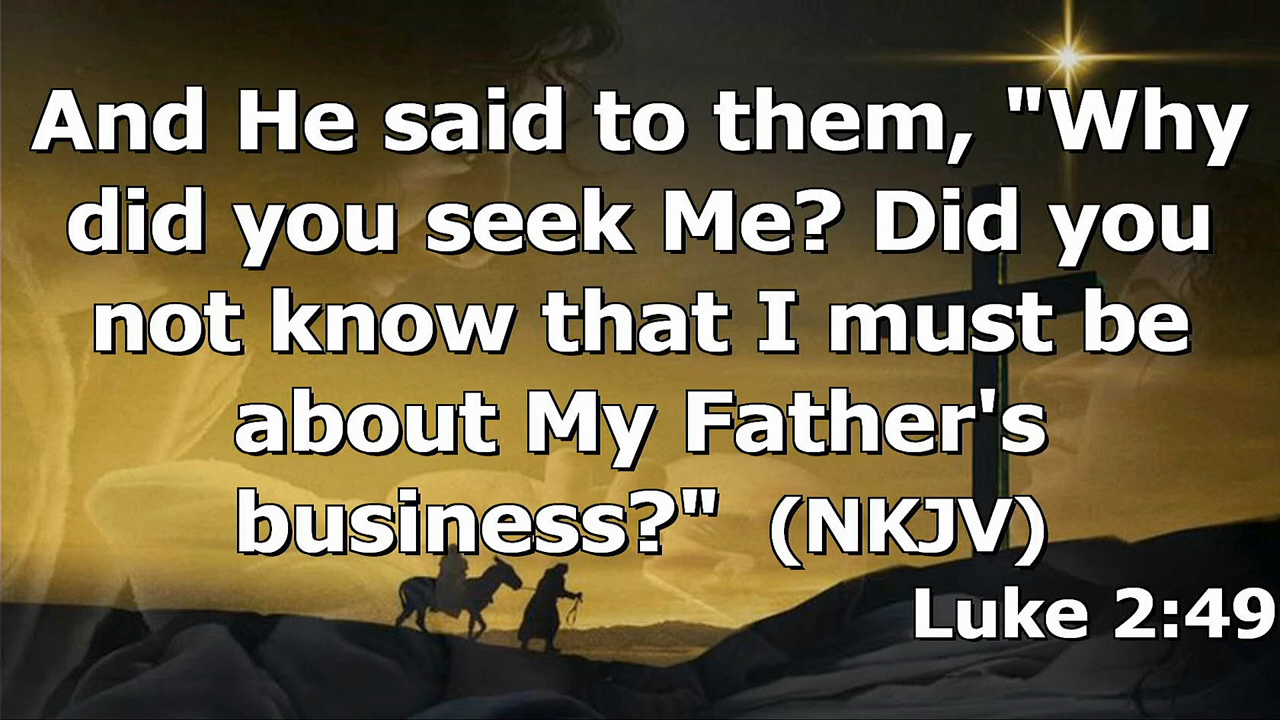 And He said to them, "Why
did you seek Me? Did you
not know that I must be
about My Father's
business?" (NKJV)
Luke 2:49